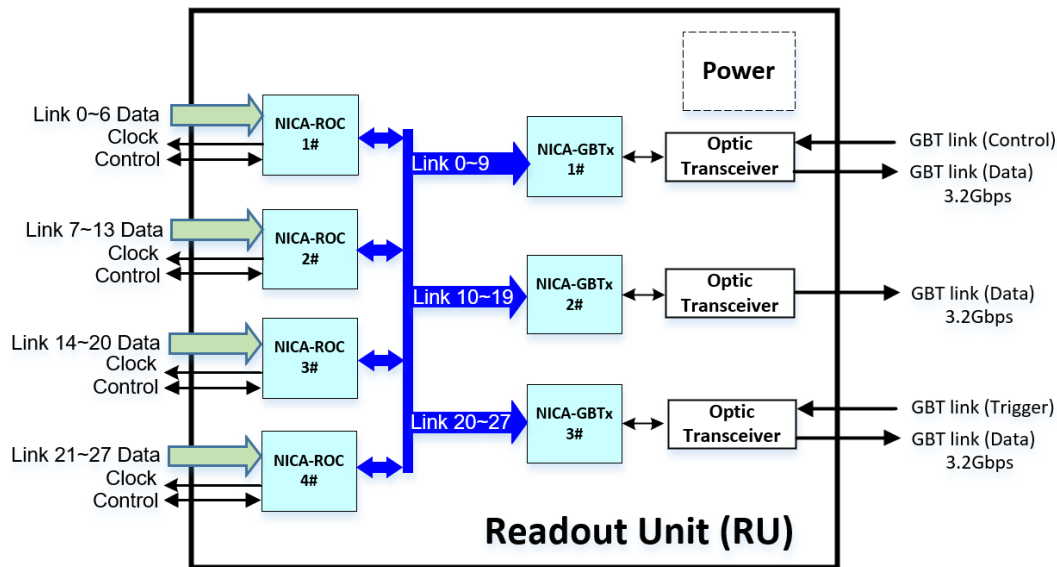 Power
Link 0~6 Data
Clock
Control
NICA-ROC
1#
Link 0~9
NICA-GBTx
1#
Optic
Transceiver
GBT link (Control)
GBT link (Data)
3.2Gbps
Link 7~13 Data
Clock
Control
NICA-ROC
2#
Link 10~19
NICA-GBTx
2#
Optic
Transceiver
GBT link (Data)
3.2Gbps
Link 14~20 Data
Clock
Control
NICA-ROC
3#
Link 20~27
NICA-GBTx
3#
Optic
Transceiver
GBT link (Trigger)
GBT link (Data)
3.2Gbps
Link 21~27 Data
Clock
Control
NICA-ROC
4#
Readout Unit (RU)